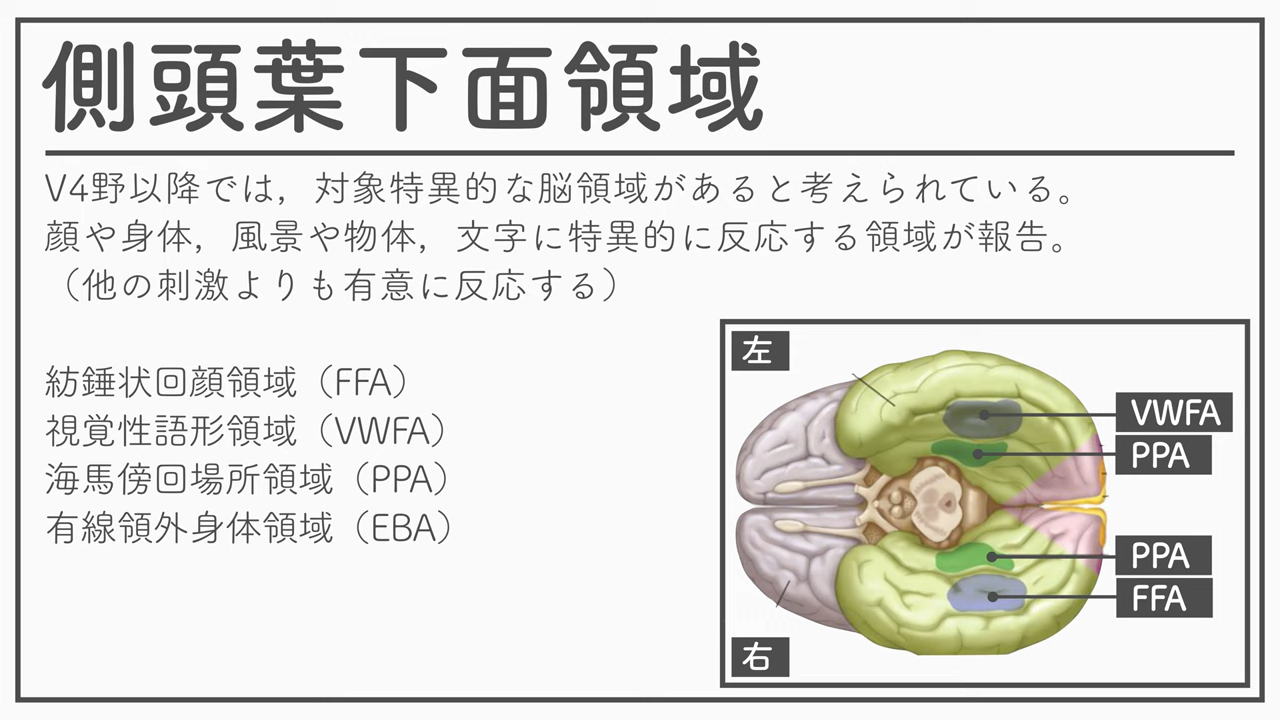 側頭葉下面領域
V4野以降では，対象特異的な脳領域があると考えられている。
顔や身体，風景や物体，文字に特異的に反応する領域が報告。
（他の刺激よりも有意に反応する）
紡錘状回顔領域（FFA）
視覚性語形領域（VWFA）
海馬傍回場所領域（PPA）
有線領外身体領域（EBA）
左
VWFA
PPA
PPA
FFA
右